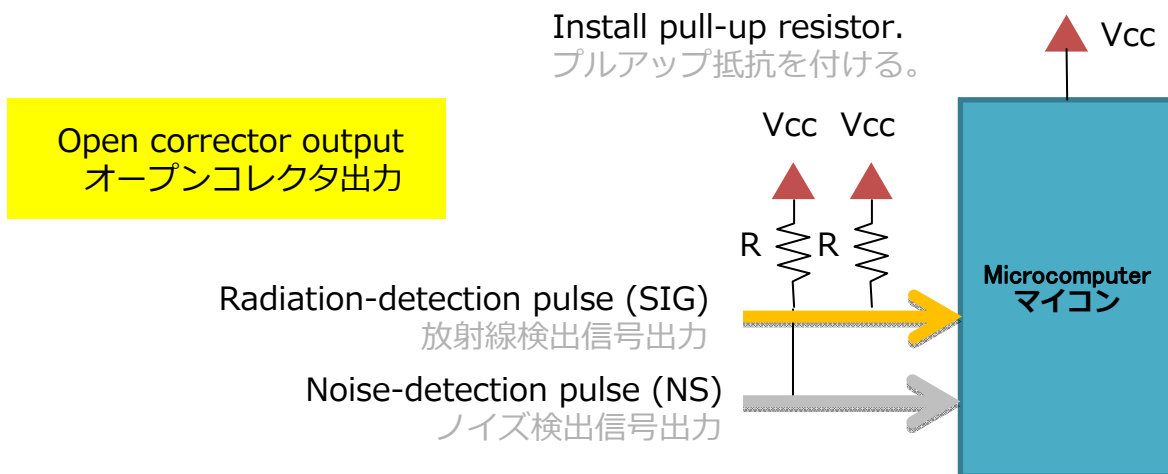 Install pull-up resistor.
プルアップ抵抗を付ける。
Vcc
Open corrector output
オープンコレクタ出力
Vcc Vcc
R R
Microcomputer
マイコン
Radiation-detection pulse (SIG)
放射線検出信号出力
Noise-detection pulse (NS)
ノイズ検出信号出力